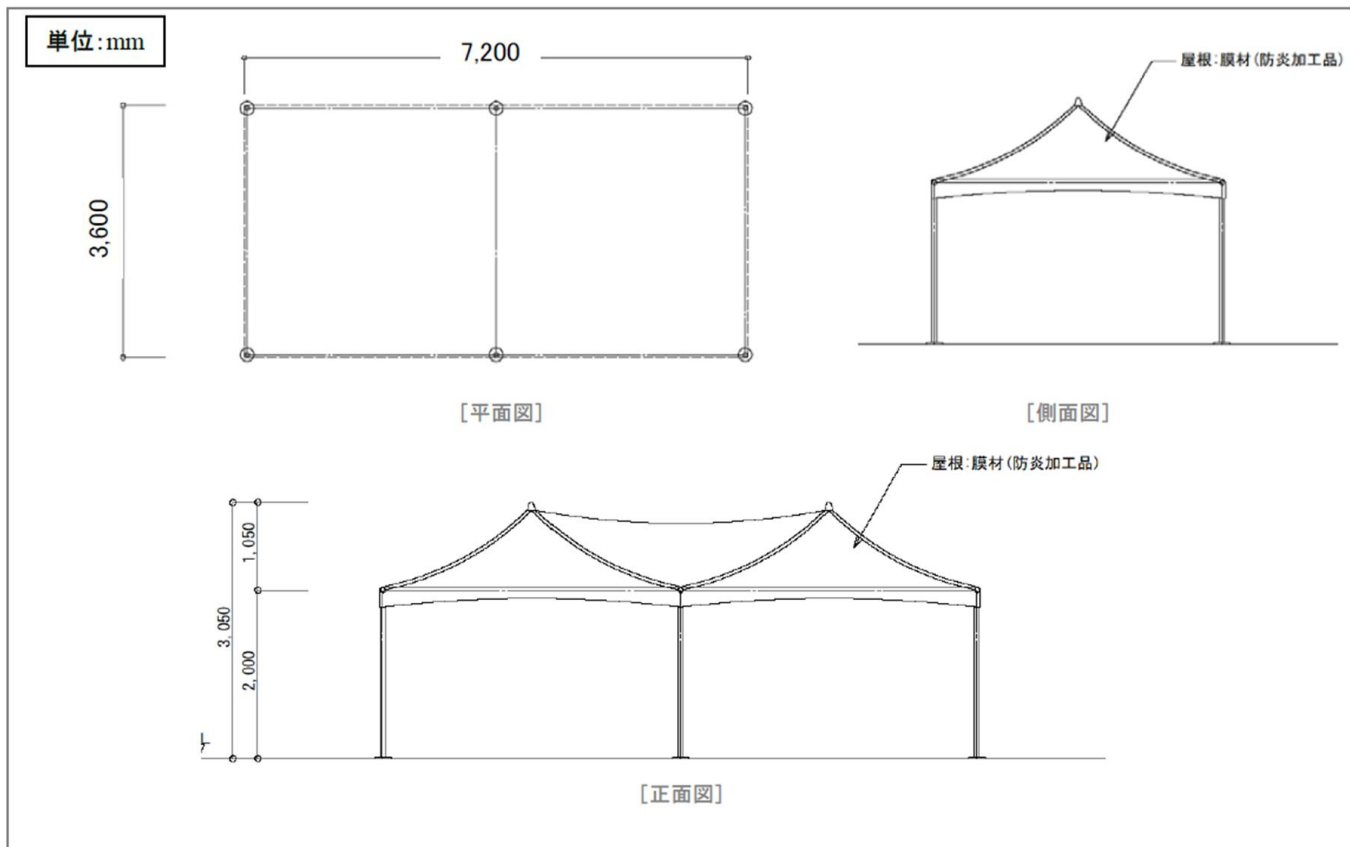 単位:mm
7,200
屋根:膜材(防炎加工品)
3,600
[平面図]
[側面図]
屋根:膜材(防炎加工品)
1,050
3,050
2,000
[正面図]